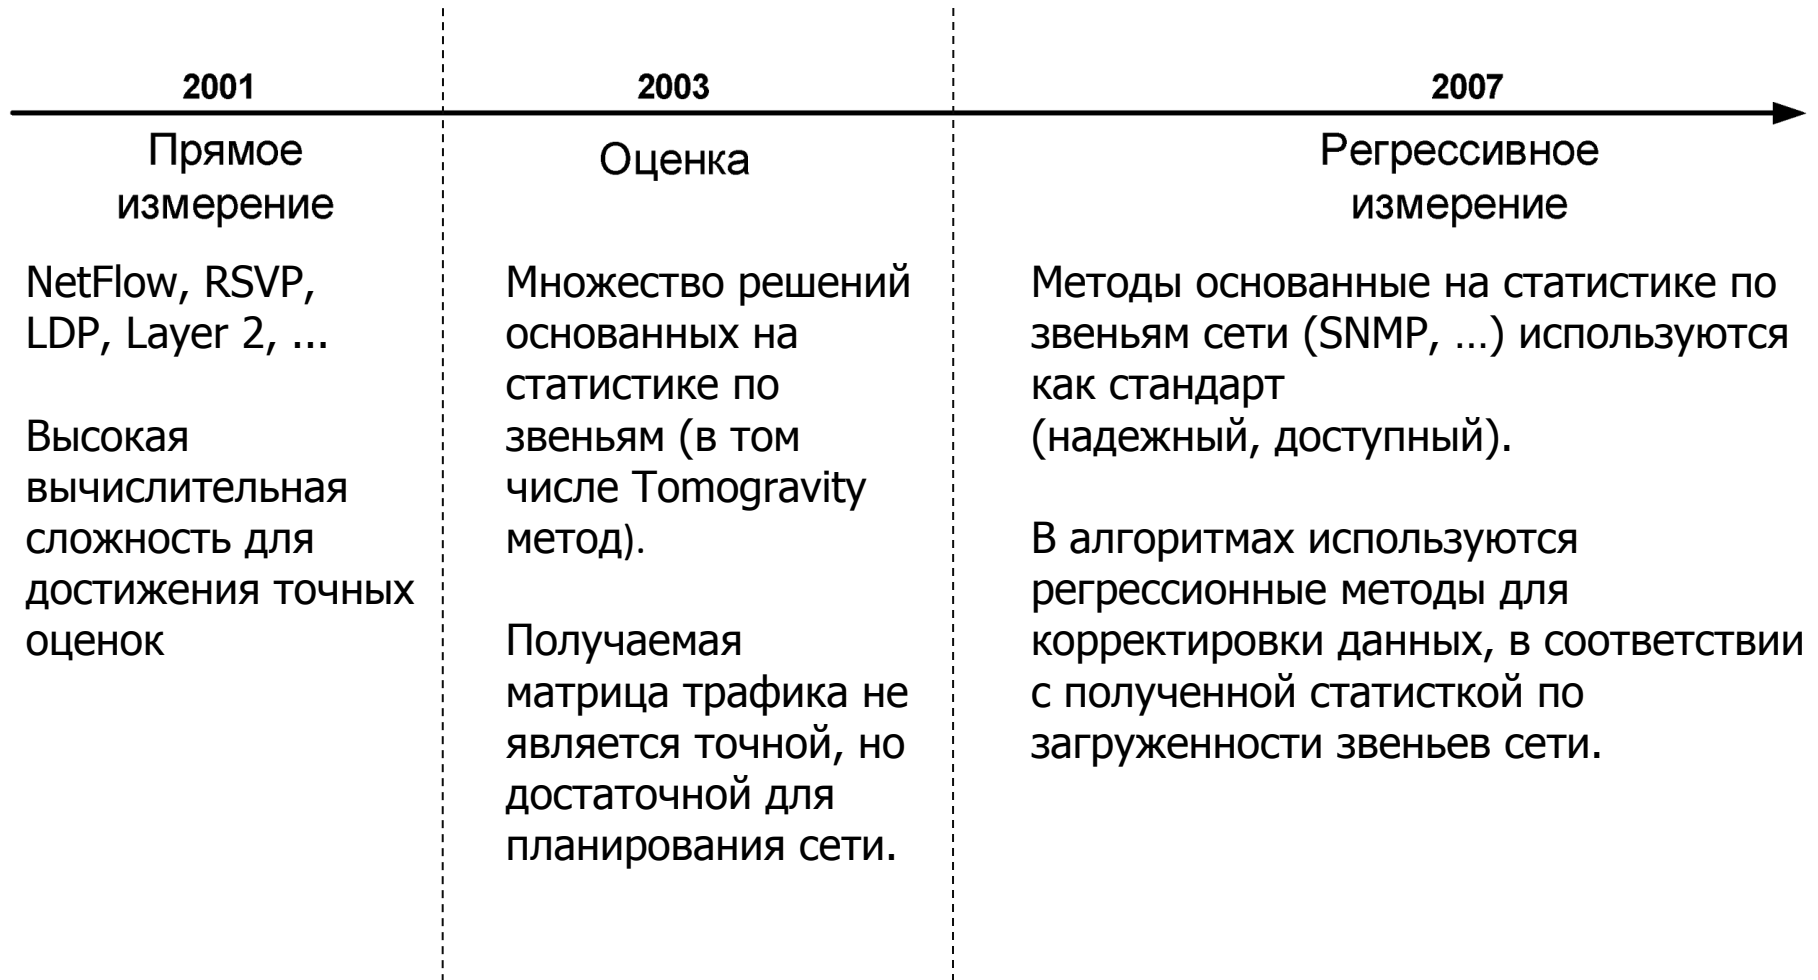 2001
Прямое
измерение
NetFlow, RSVP,
LDP, Layer 2, ...
Высокая
вычислительная
сложность для
достижения точных
оценок
2003
Оценка
Множество решений
основанных на
статистике по
звеньям (в том
числе Tomogravity
метод).
Получаемая
матрица трафика не
является точной, но
достаточной для
планирования сети.
2007
Регрессивное
измерение
Методы основанные на статистике по
звеньям сети (SNMP, …) используются
как стандарт
(надежный, доступный).
В алгоритмах используются
регрессионные методы для
корректировки данных, в соответствии
с полученной статисткой по
загруженности звеньев сети.